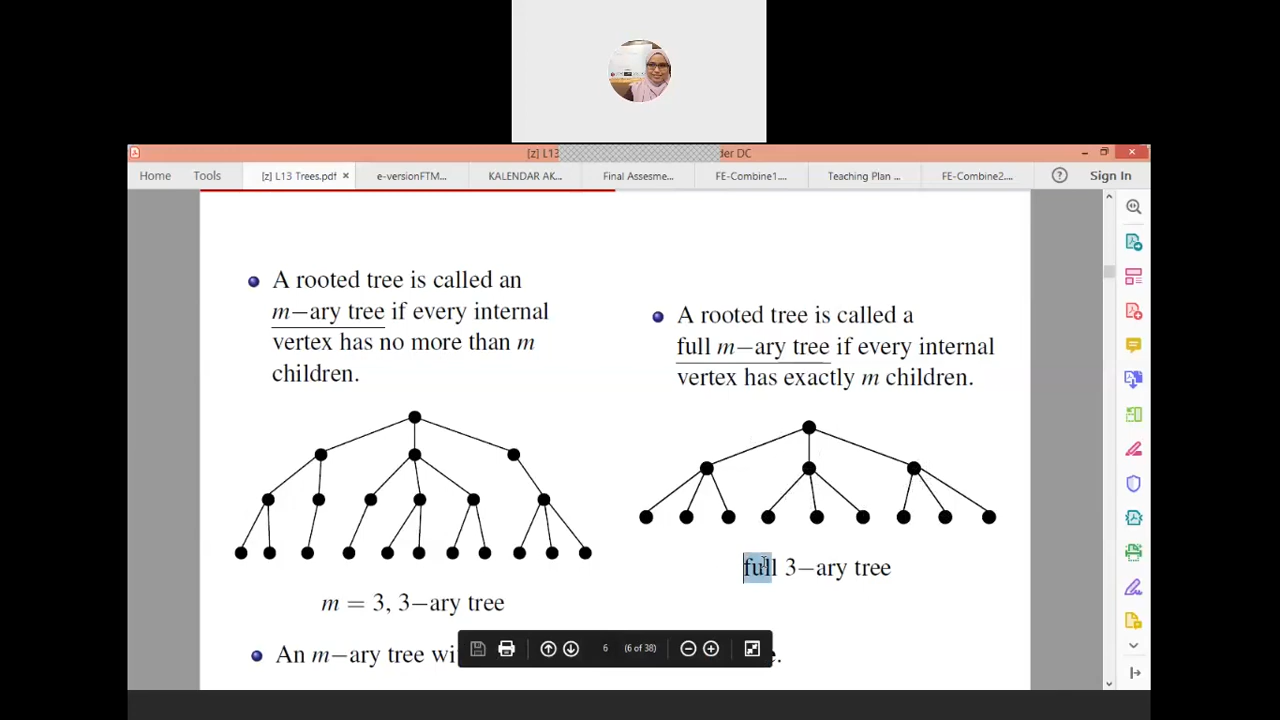 [z] L13
der DC
Home
Tools
[z] L13 Trees.pdf
e-versionFTM...
KALENDAR AK...
Final Assesme...
FE-Combine1....
Teaching Plan ...
FE-Combine2....
Sign In
A rooted tree is called an
m−ary tree if every internal
vertex has no more than m
children.
m = 3, 3−ary tree
A rooted tree is called a
full m−ary tree if every internal
vertex has exactly m children.
full 3−ary tree
An m−ary tree wi
6
(6 of 38)